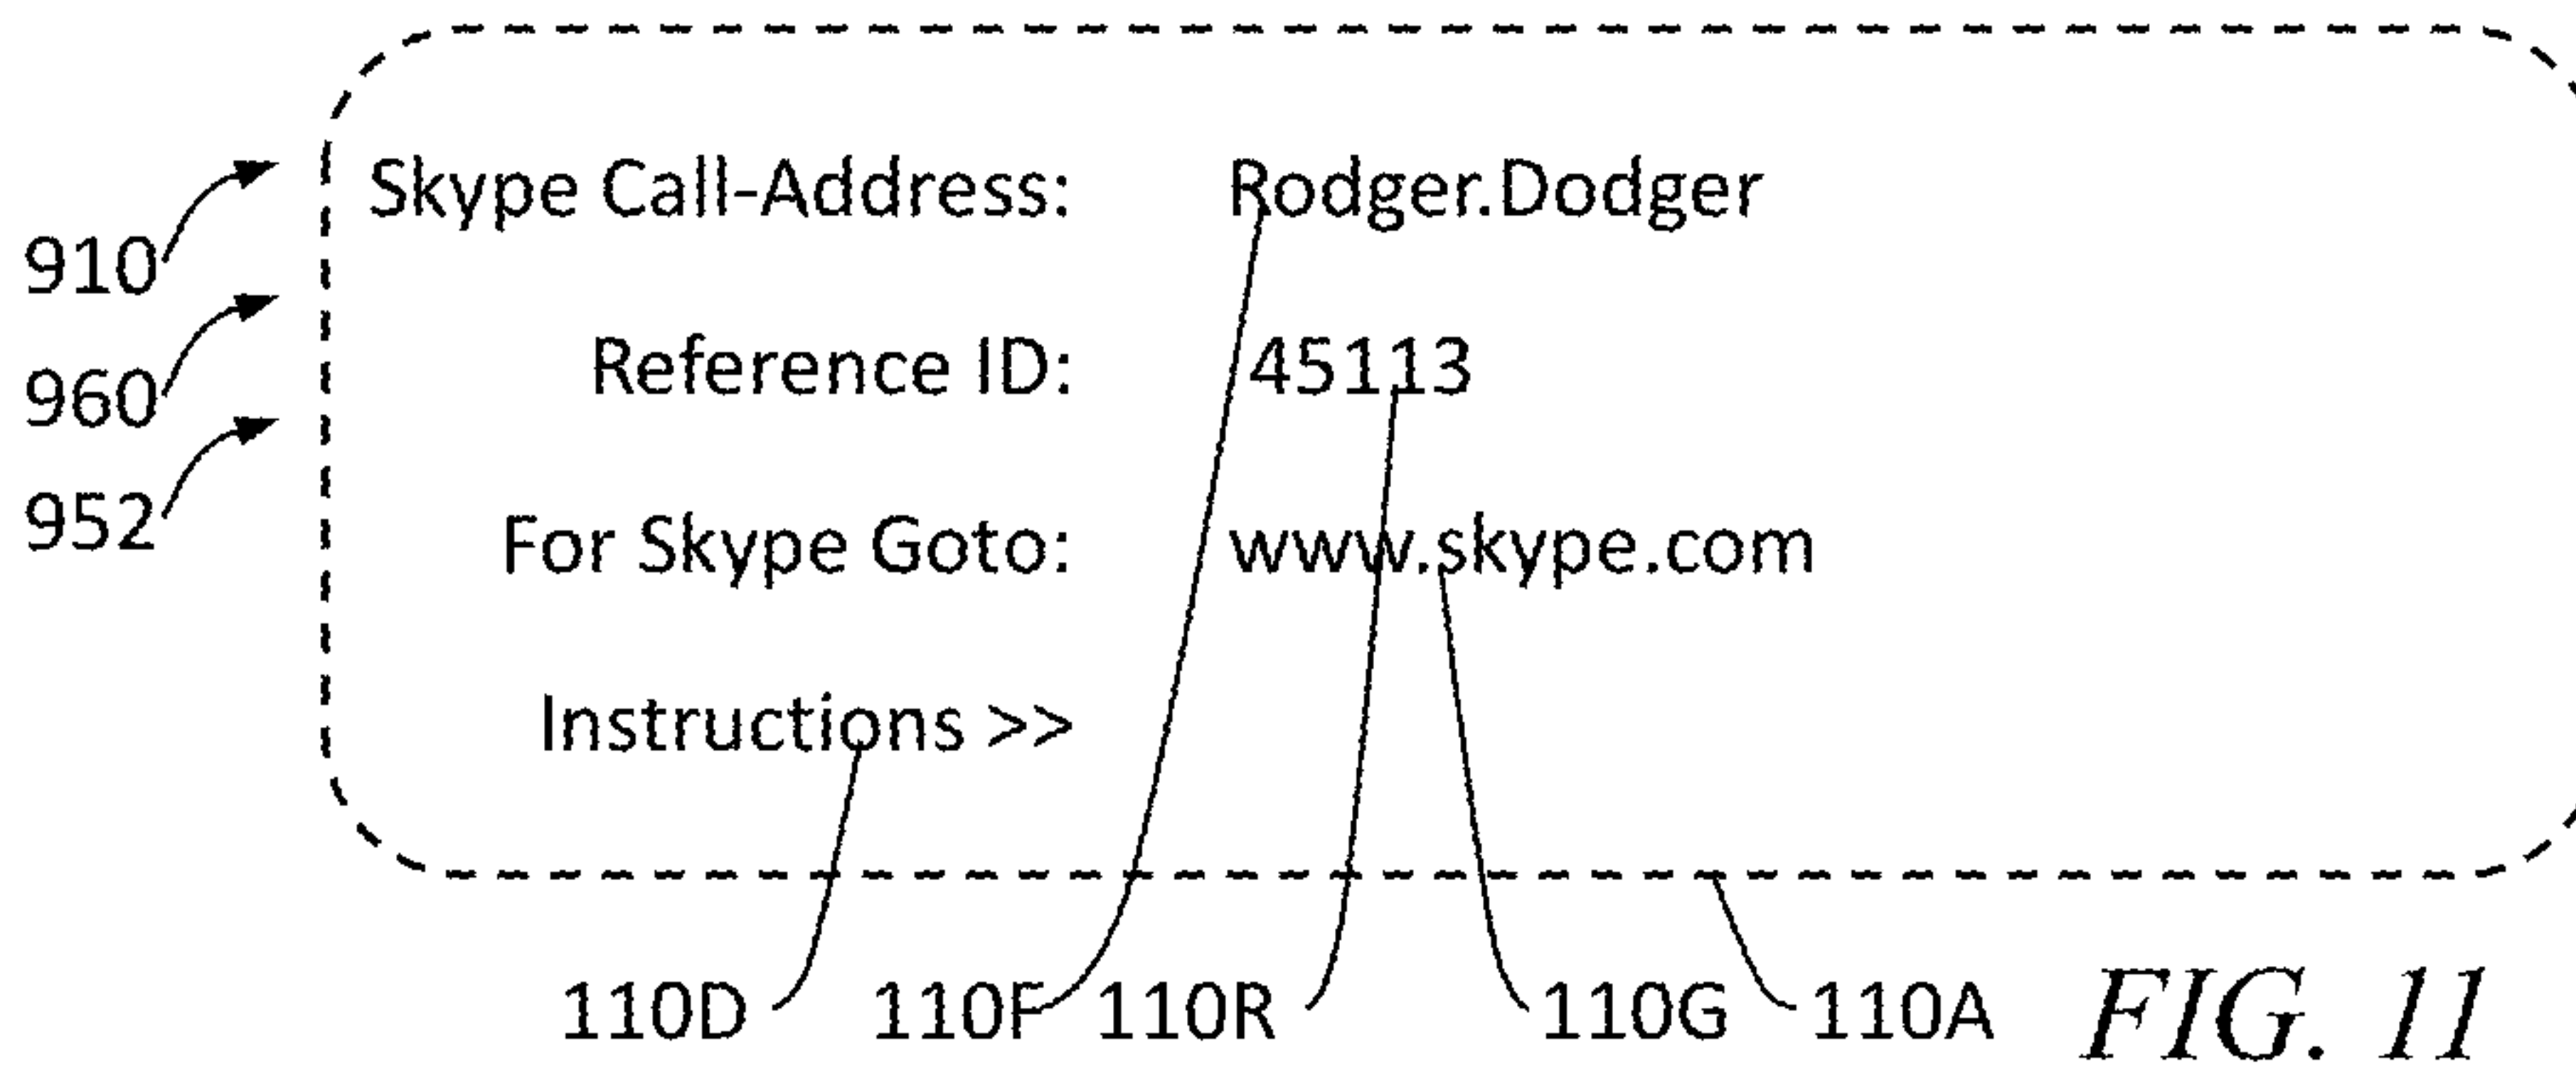 Skype Call-Address: Rodger.Dodger
910
Reference ID: 45113
960
952
For Skype Goto: www.skype.com
Instructions >>
110D 110F 110R 110G 110A FIG. 11